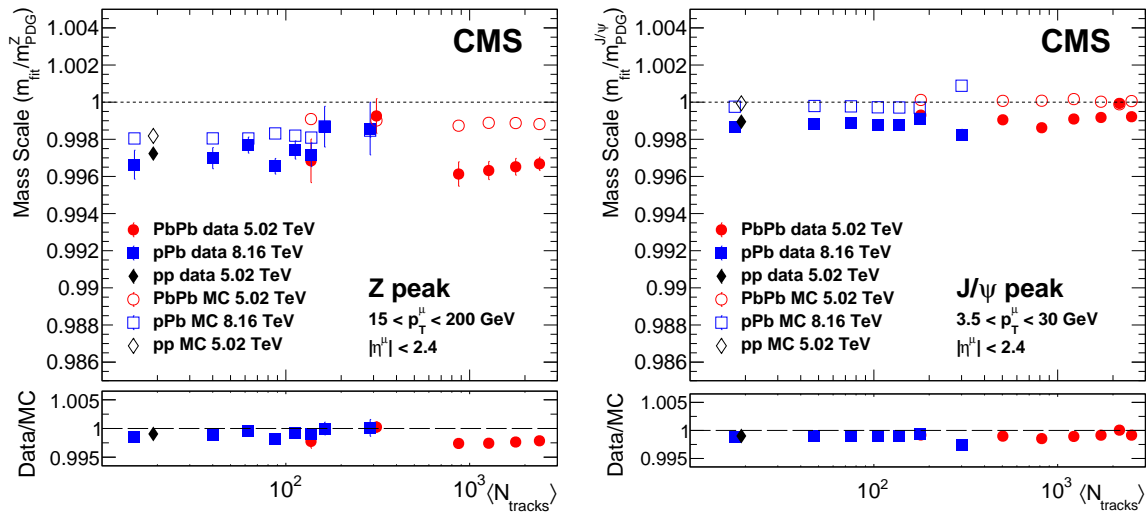 1.004
1.002
1
0.998
0.996
0.994
0.992
0.99
0.988
0.986
Mass Scale (m_fit/m^Z_PDG)
CMS
PbPb data 5.02 TeV
pPb data 8.16 TeV
pp data 5.02 TeV
PbPb MC 5.02 TeV
pPb MC 8.16 TeV
pp MC 5.02 TeV
Z peak
15 < p_T^μ < 200 GeV
|η^μ| < 2.4
Data/MC
1.005
1
0.995
10^2
10^3
⟨N_tracks⟩
1.004
1.002
1
0.998
0.996
0.994
0.992
0.99
0.988
0.986
Mass Scale (m_fit/m^J/ψ_PDG)
CMS
PbPb data 5.02 TeV
pPb data 8.16 TeV
pp data 5.02 TeV
PbPb MC 5.02 TeV
pPb MC 8.16 TeV
pp MC 5.02 TeV
J/ψ peak
3.5 < p_T^μ < 30 GeV
|η^μ| < 2.4
Data/MC
1.005
1
0.995
10^2
10^3
⟨N_tracks⟩